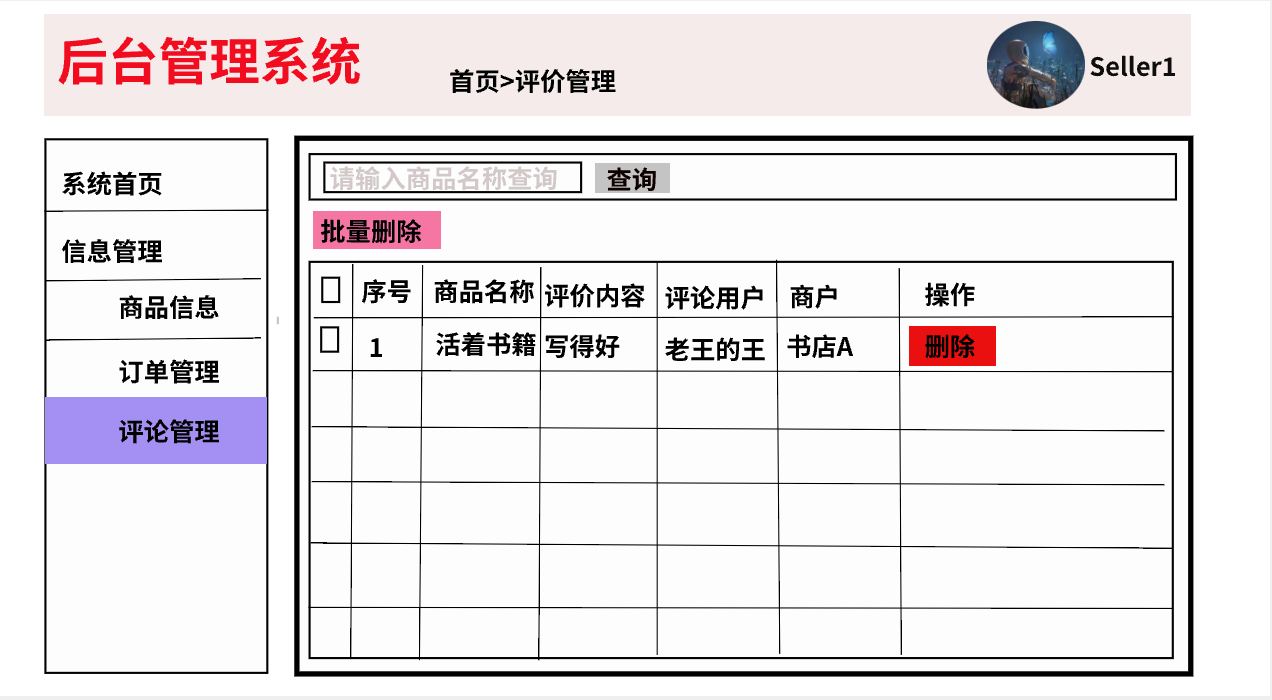 后台管理系统
首页>评价管理
Seller1
系统首页
信息管理
商品信息
订单管理
评论管理
请输入商品名称查询
查询
批量删除
序号 商品名称 评价内容 评论用户 商户 操作
1 活着书籍 写得好 老王的王 书店A 删除